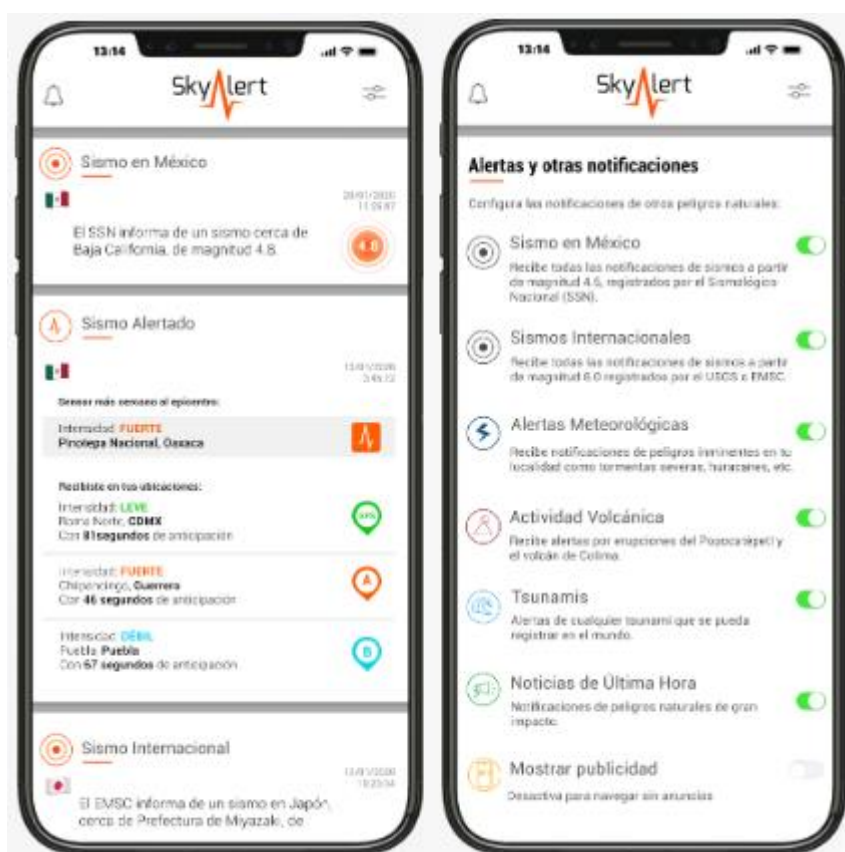 13:14
SkyAlert
Sismo en México
El SSN informa de un sismo cerca de
Baja California, de magnitud 4.8.
4.8
Sismo Alertado
Sensor más cercano al epicentro:
Intensidad: FUERTE
Pinotepa Nacional, Oaxaca
Recibiste en tus ubicaciones:
Intensidad: LEVE
Roma Norte, CDMX
Con 81segundos de anticipación
Intensidad: FUERTE
Chilpancingo, Guerrera
Con 46 segundos de anticipación
A
Intensidad: DÉBIL
Puebla, Puebla
Con 67 segundos de anticipación
B
Sismo Internacional
El EMSC informa de un sismo en Japón,
cerca de Prefectura de Miyazaki, de
13:14
SkyAlert
Alertas y otras notificaciones
Configura las notificaciones de otros peligros naturales:
Sismo en México
Recibe todas las notificaciones de sismos a partir
de magnitud 4.5, registrados por el Sismológico
Nacional (SSN).
Sismos Internacionales
Recibe todas las notificaciones de sismos a partir
de magnitud 6.0 registrados por el USGS o EMSC.
Alertas Meteorológicas
Recibe notificaciones de peligros inminentes en tu
localidad como tormentas severas, huracanes, etc.
Actividad Volcánica
Recibe alertas por erupciones del Popocatépetl y
el volcán de Colima.
Tsunamis
Alertas de cualquier tsunami que se pueda
registrar en el mundo.
Noticias de Última Hora
Notificaciones de peligros naturales de gran
impacto.
Mostrar publicidad
Desactiva para navegar sin anuncios